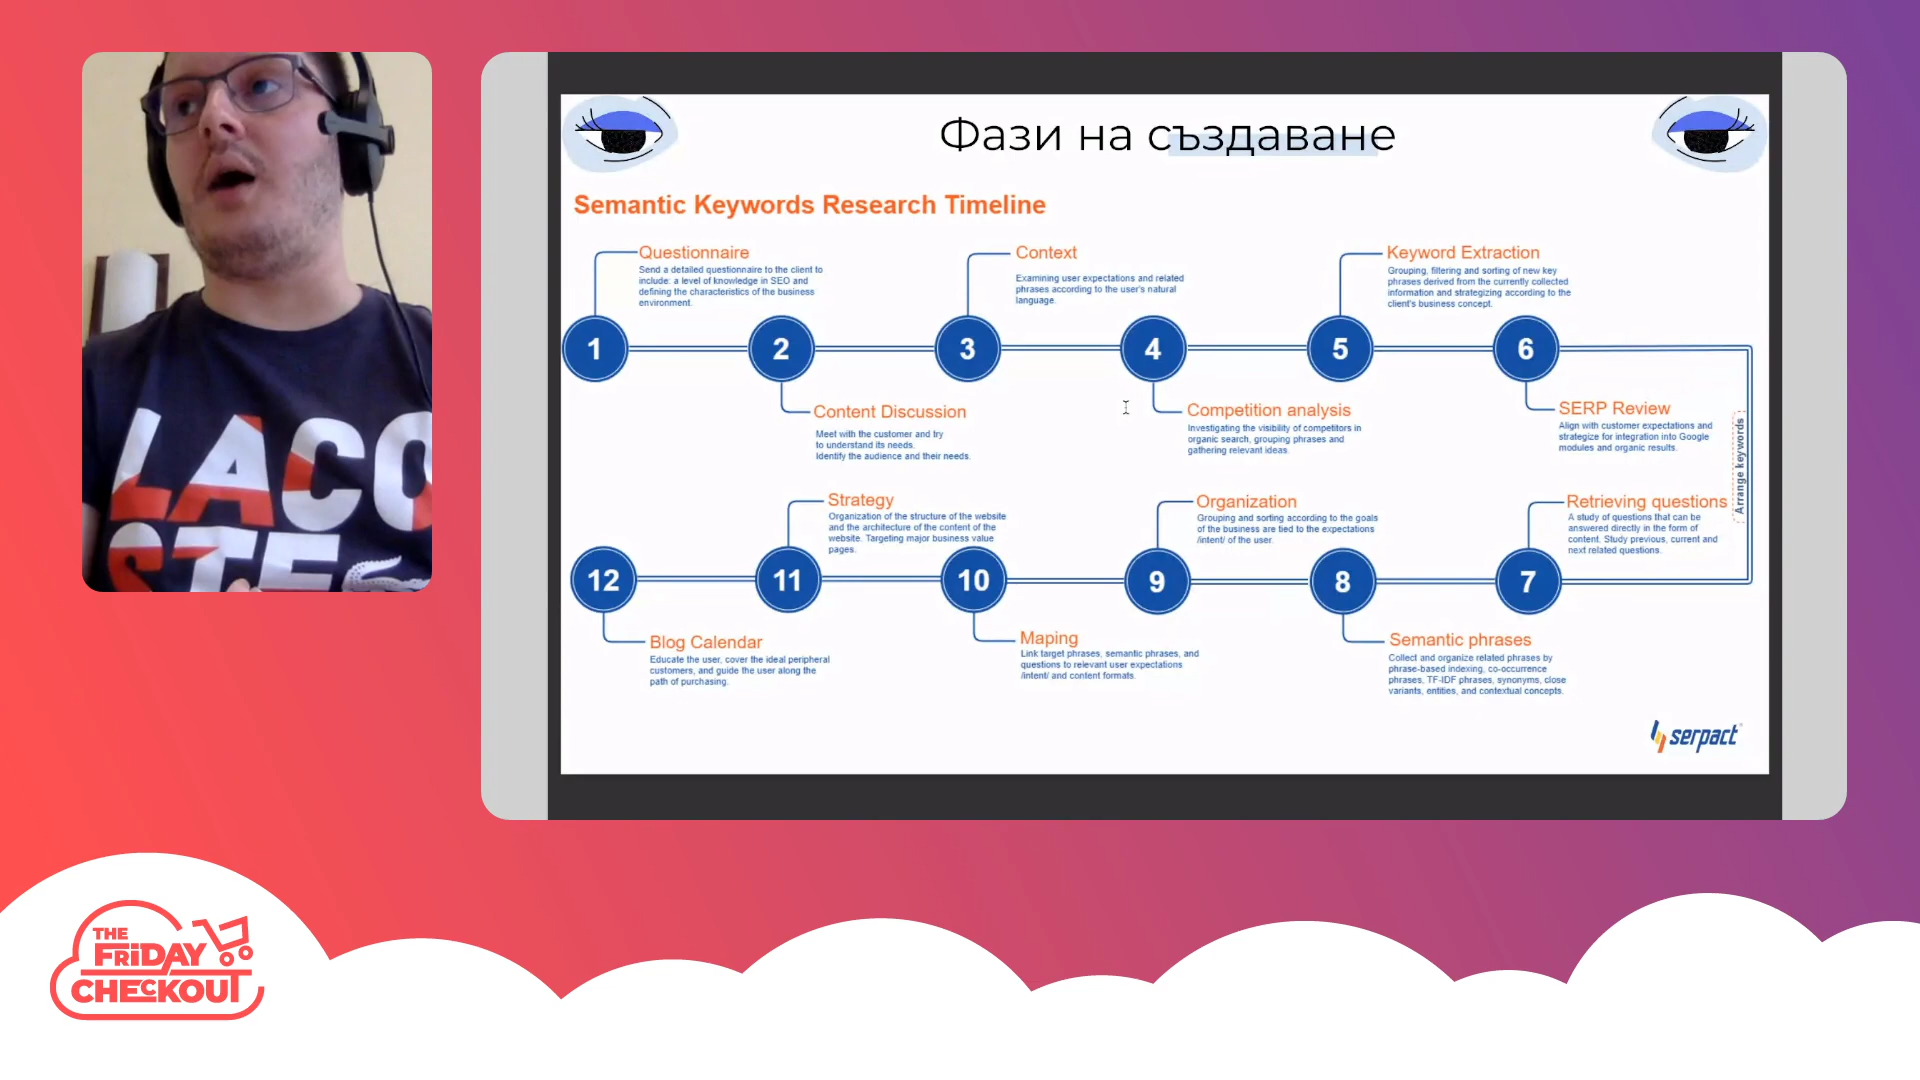 Фази на създаване
Semantic Keywords Research Timeline
Questionnaire
Send a detailed questionnaire to the client to
include: a level of knowledge in SEO and
defining the characteristics of the business
environment.
Context
Examining user expectations and related
phrases according to the user's natural
language.
Keyword Extraction
Grouping, filtering and sorting of new key
phrases derived from the currently collected
information and strategizing according to the
client's business concept.
1
2
3
4
5
6
Content Discussion
Meet with the customer and try
to understand its needs.
Identify the audience and their needs.
Competition analysis
Investigating the visibility of competitors in
organic search, grouping phrases and
gathering relevant ideas.
SERP Review
Align with customer expectations and
strategize for integration into Google
modules and organic results.
Arrange keywords
Strategy
Organization of the structure of the website
and the architecture of the content of the
website. Targeting major business value
pages.
Organization
Grouping and sorting according to the goals
of the business are tied to the expectations
/intent/ of the user.
Retrieving questions
A study of questions that can be
answered directly in the form of
content. Study previous, current and
next related questions.
12
11
10
9
8
7
Blog Calendar
Educate the user, cover the ideal peripheral
customers, and guide the user along the
path of purchasing.
Maping
Link target phrases, semantic phrases, and
questions to relevant user expectations
/intent/ and content formats.
Semantic phrases
Collect and organize related phrases by
phrase-based indexing, co-occurrence
phrases, TF-IDF phrases, synonyms, close
variants, entities, and contextual concepts.
serpact
LACO
STE
THE
FRiDAY
CHECKOUT